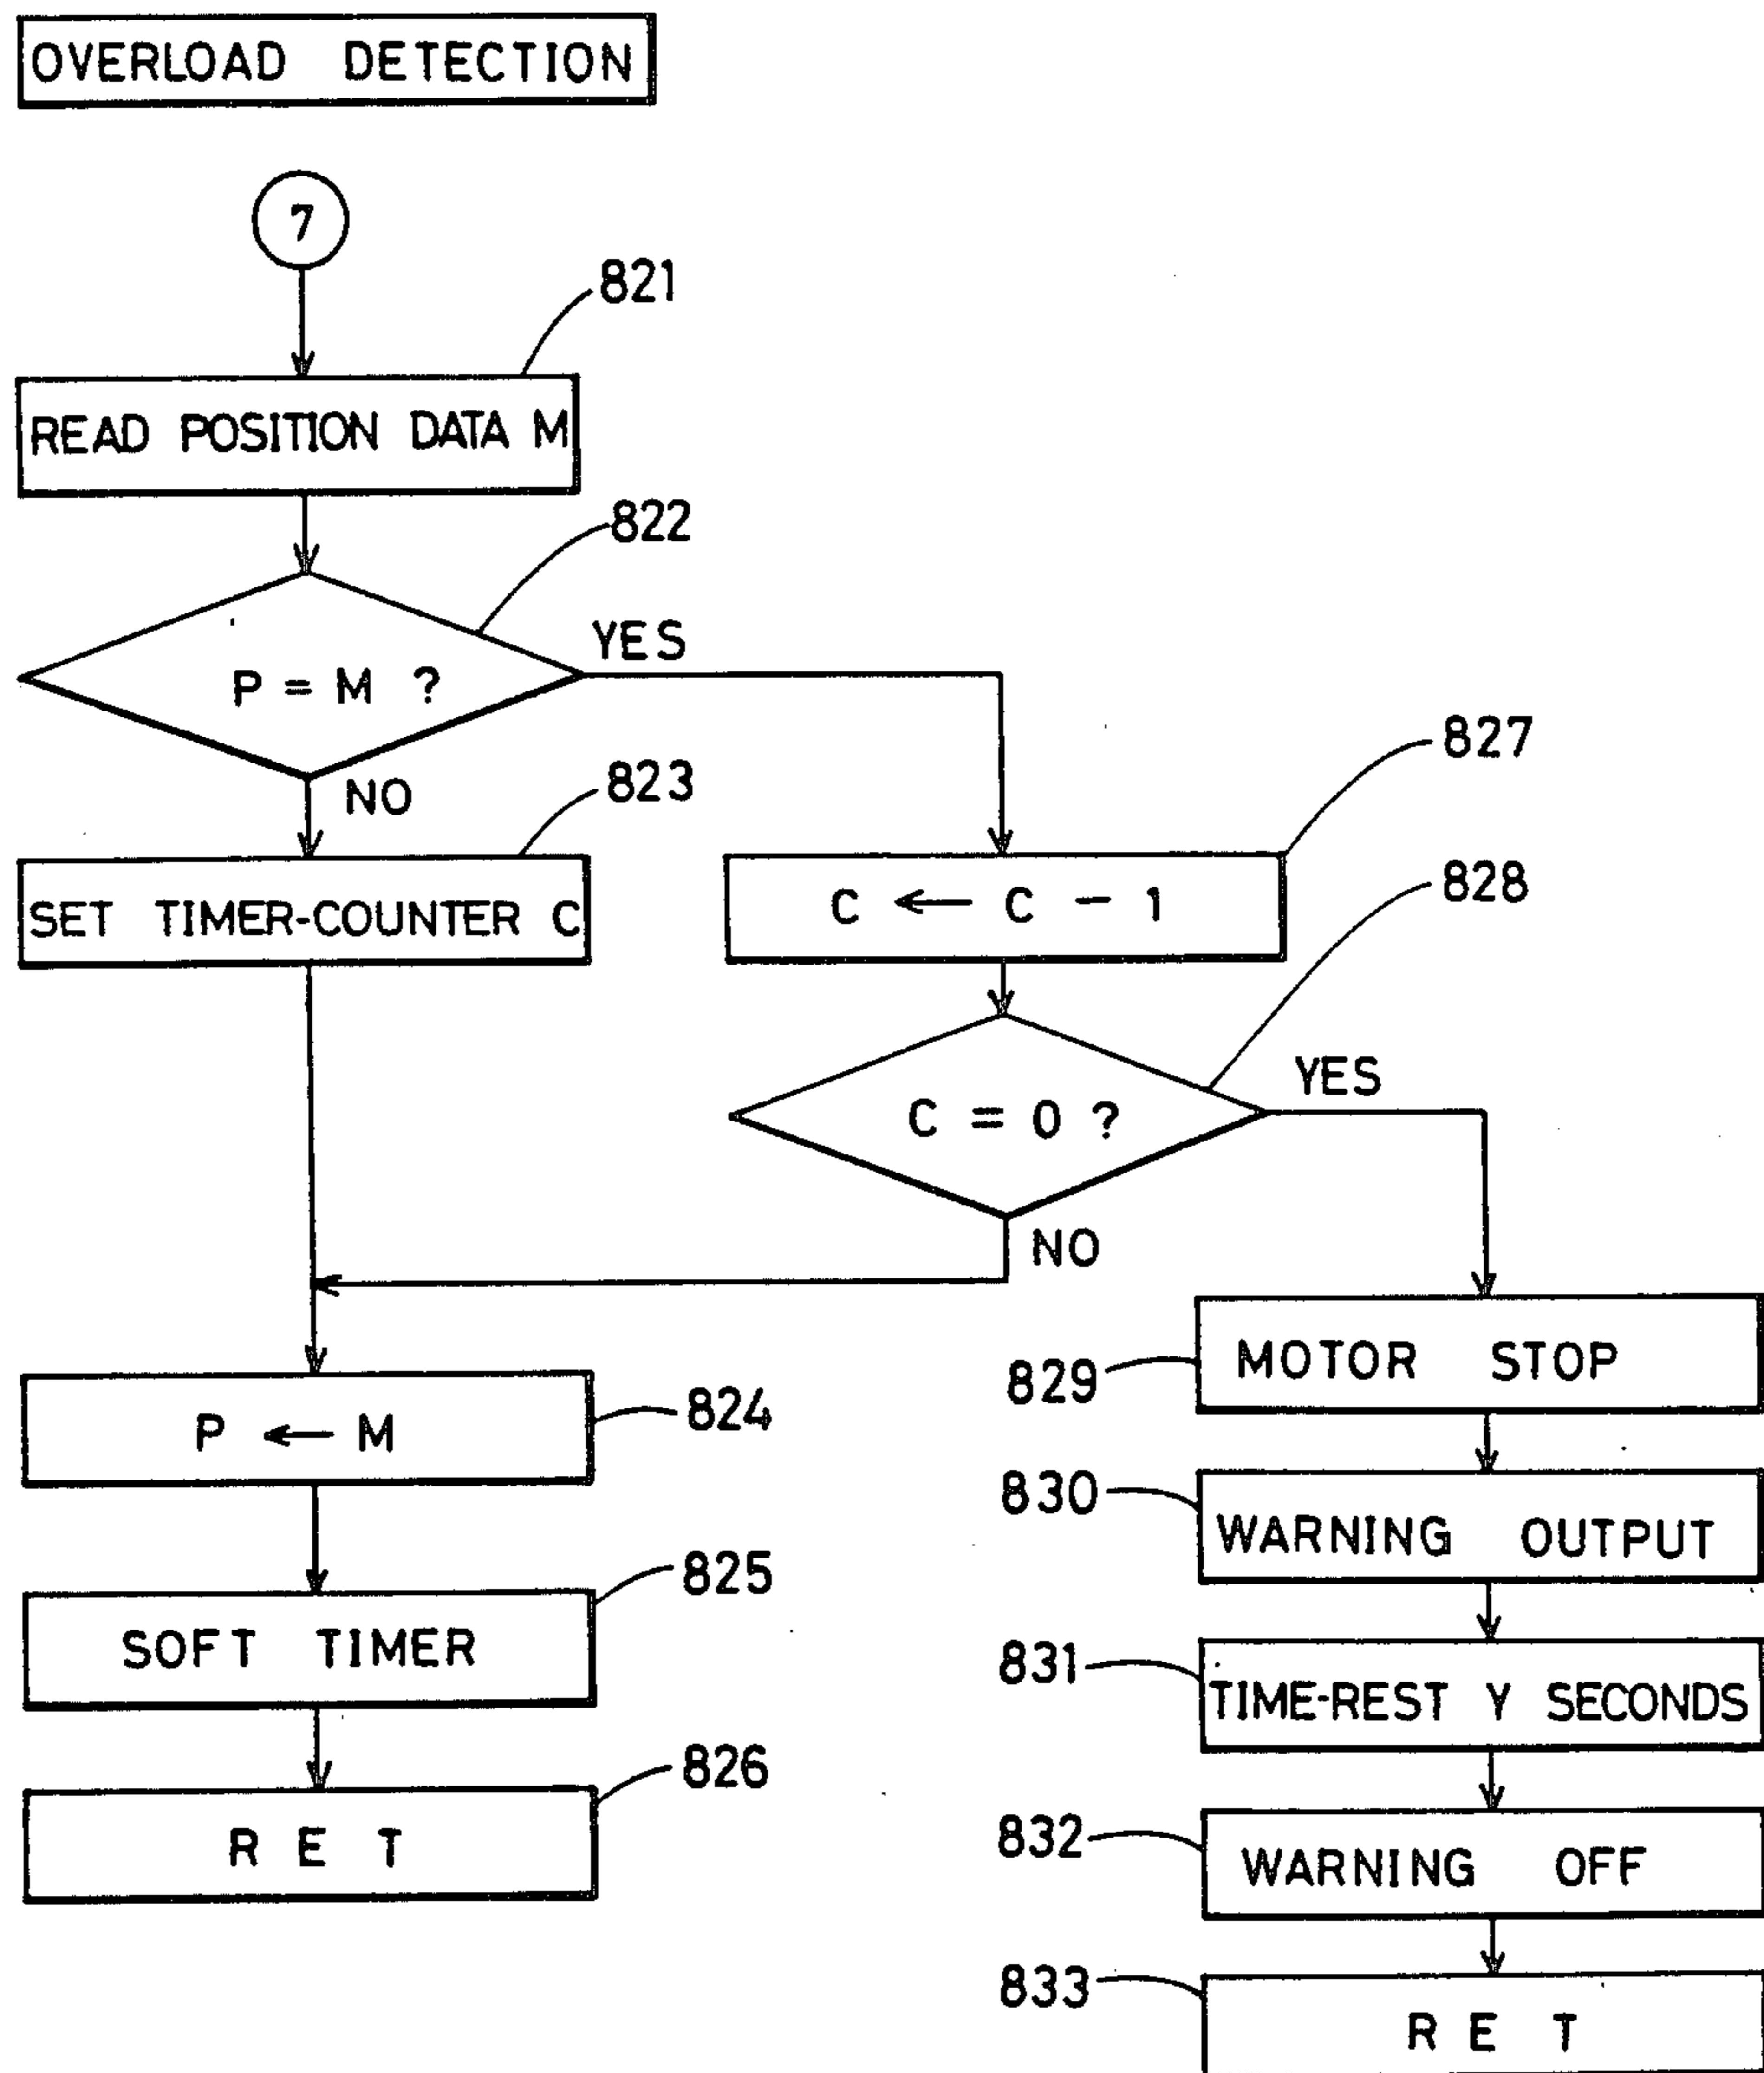 OVERLOAD DETECTION
7
821
READ POSITION DATA M
822
P = M ?
YES
NO
823
SET TIMER-COUNTER C
827
C ← C - 1
828
C = 0 ?
YES
NO
824
P ← M
825
SOFT TIMER
826
R E T
829
MOTOR STOP
830
WARNING OUTPUT
831
TIME-REST Y SECONDS
832
WARNING OFF
833
R E T